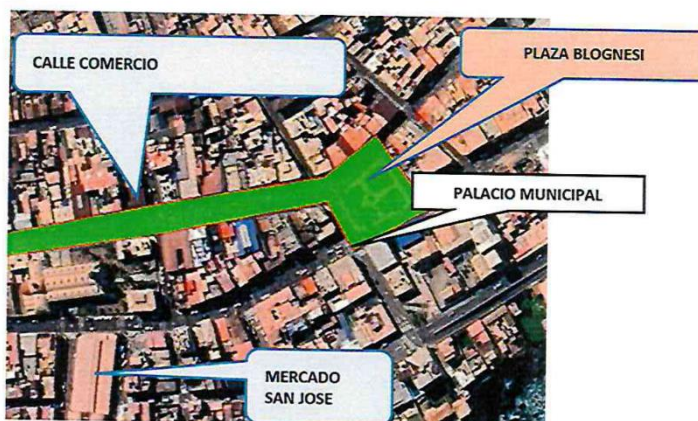 CALLE COMERCIO
PLAZA BLOGNESI
PALACIO MUNICIPAL
MERCADO
SAN JOSE